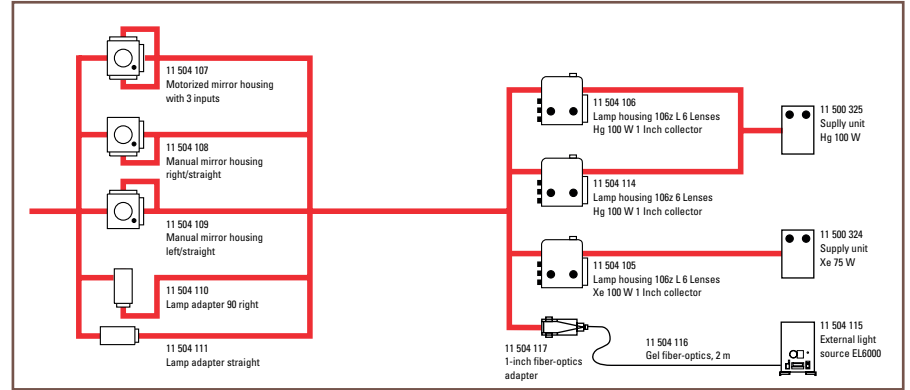 11 504 107
Motorized mirror housing
with 3 inputs
11 504 108
Manual mirror housing
right/straight
11 504 109
Manual mirror housing
left/straight
11 504 110
Lamp adapter 90 right
11 504 111
Lamp adapter straight
11 504 106
Lamp housing 106z L 6 Lenses
Hg 100 W 1 Inch collector
11 504 114
Lamp housing 106z 6 Lenses
Hg 100 W 1 Inch collector
11 504 105
Lamp housing 106z L 6 Lenses
Xe 100 W 1 Inch collector
11 504 117
1-inch fiber-optics
adapter
11 504 116
Gel fiber-optics, 2 m
11 500 325
Suplly unit
Hg 100 W
11 500 324
Supply unit
Xe 75 W
11 504 115
External light
source EL6000